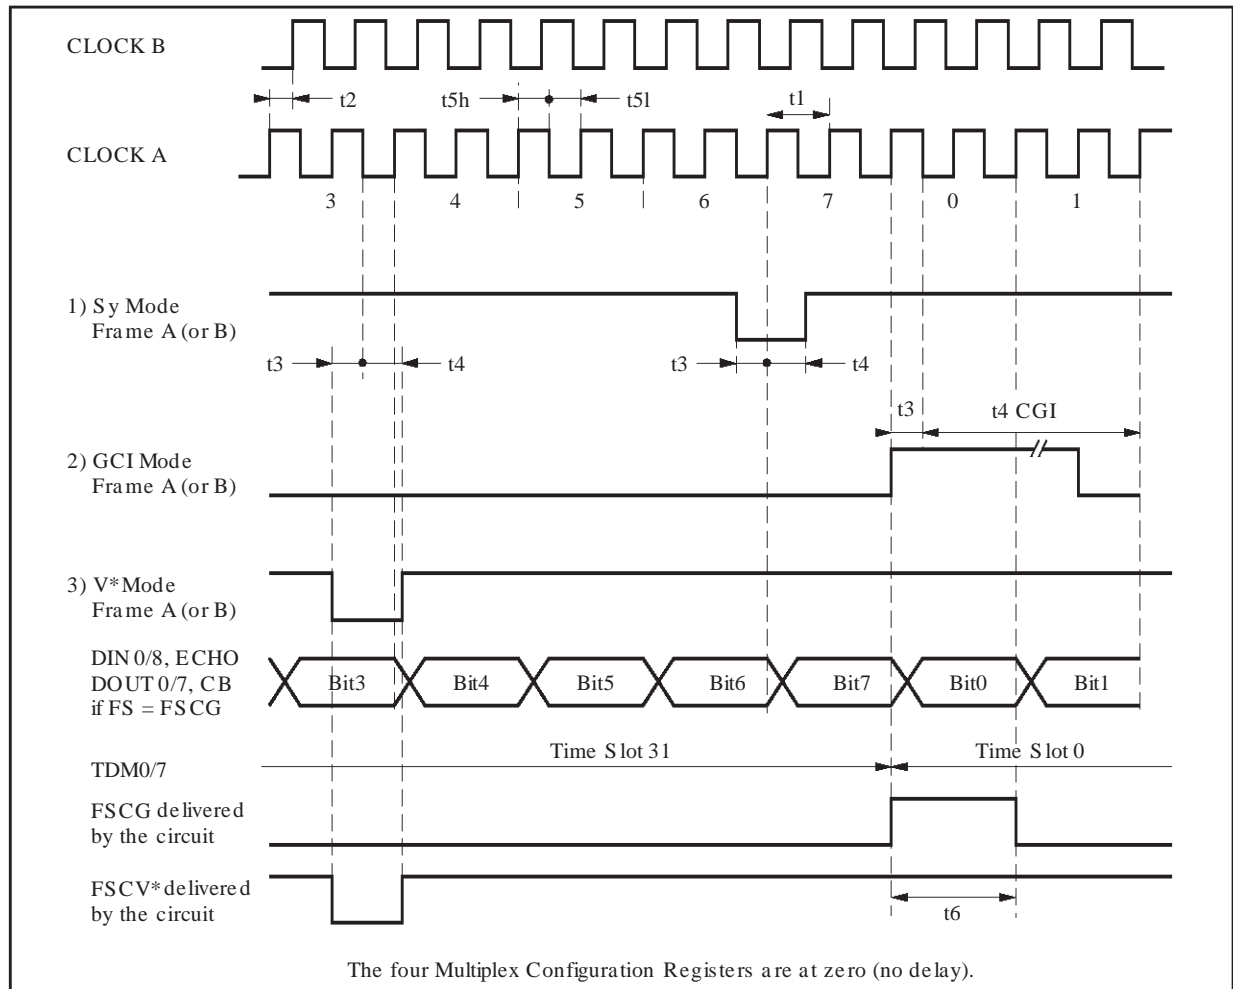 CLOCK B
t2
t5h
t5l
t1
CLOCK A
3 4 5 6 7 0 1
1) Sy Mode
Frame A (or B)
t3 t4 t3 t4
t3 t4 CGI
2) GCI Mode
Frame A (or B)
3) V* Mode
Frame A (or B)
DIN 0/8, ECHO
DOUT 0/7, CB
if FS = FSCG
Bit3 Bit4 Bit5 Bit6 Bit7 Bit0 Bit1
Time Slot 31 Time Slot 0
TDM0/7
FSCG delivered
by the circuit
FSCV* delivered
by the circuit
t6
The four Multiplex Configuration Registers are at zero (no delay).